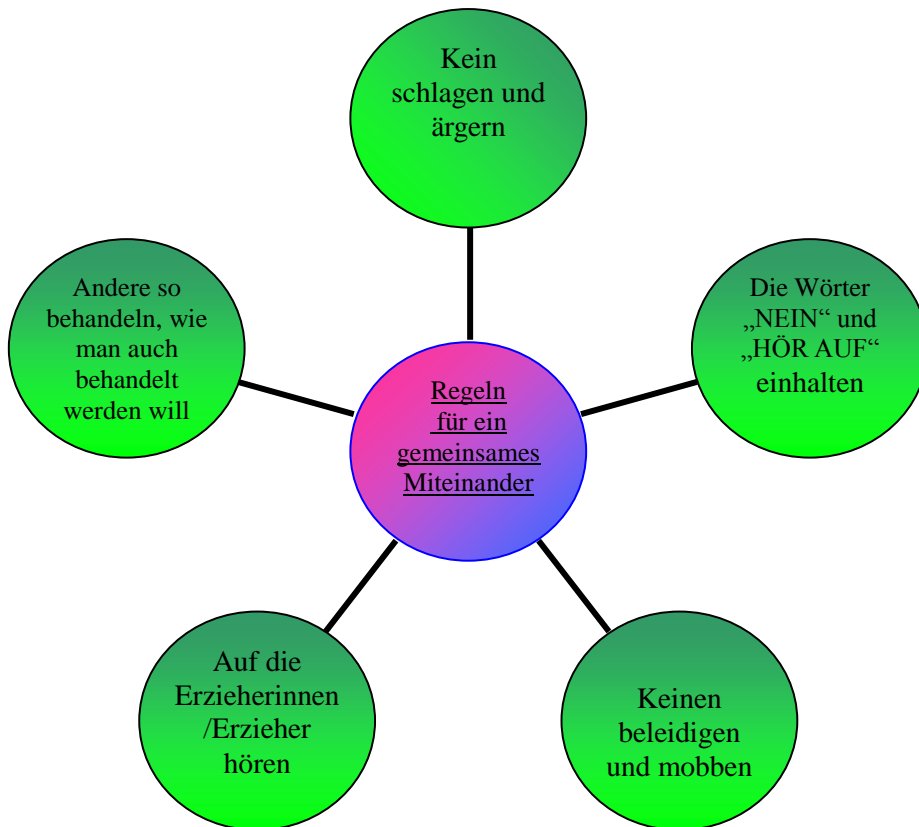 Kein
schlagen und
ärgern
Andere so
behandeln, wie
man auch
behandelt
werden will
Die Wörter
„NEIN“ und
„HÖR AUF“
einhalten
Regeln
für ein
gemeinsames
Miteinander
Auf die
Erzieherinnen
/Erzieher
hören
Keinen
beleidigen
und mobben